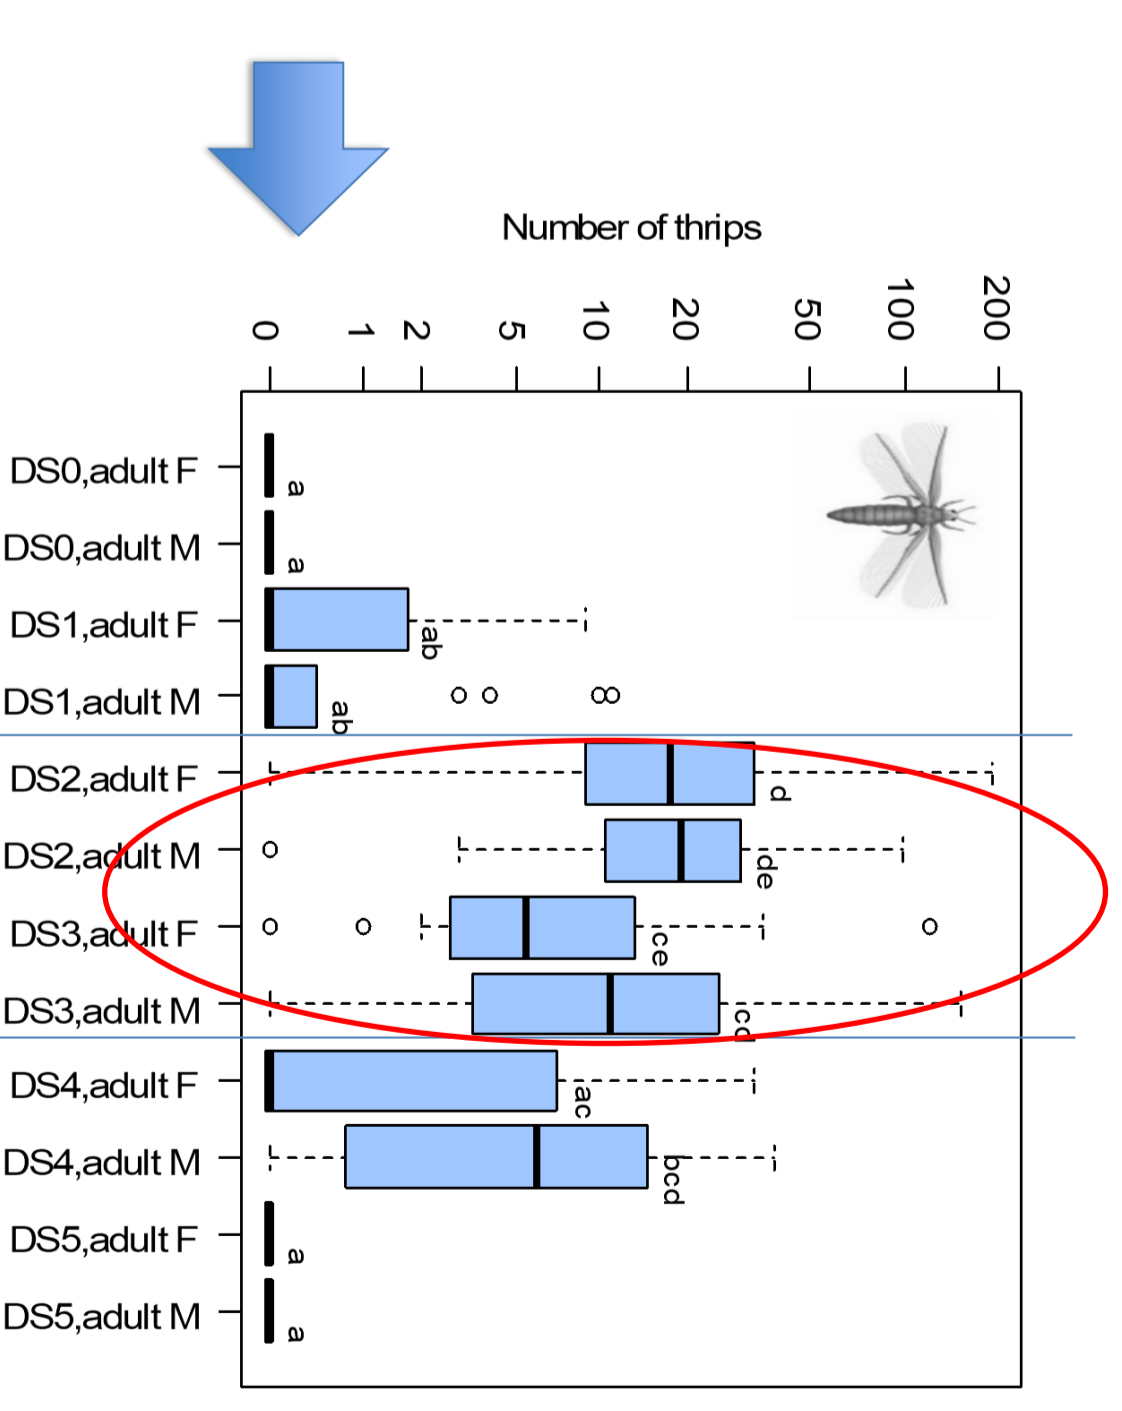 Number of thrips
0 1 2 5 10 20 50 100 200
DS0,adult F
a
DS0,adult M
a
DS1,adult F
ab
DS1,adult M
ab
DS2,adult F
d
DS2,adult M
de
DS3,adult F
ce
DS3,adult M
cd
DS4,adult F
ac
DS4,adult M
bcd
DS5,adult F
a
DS5,adult M
a